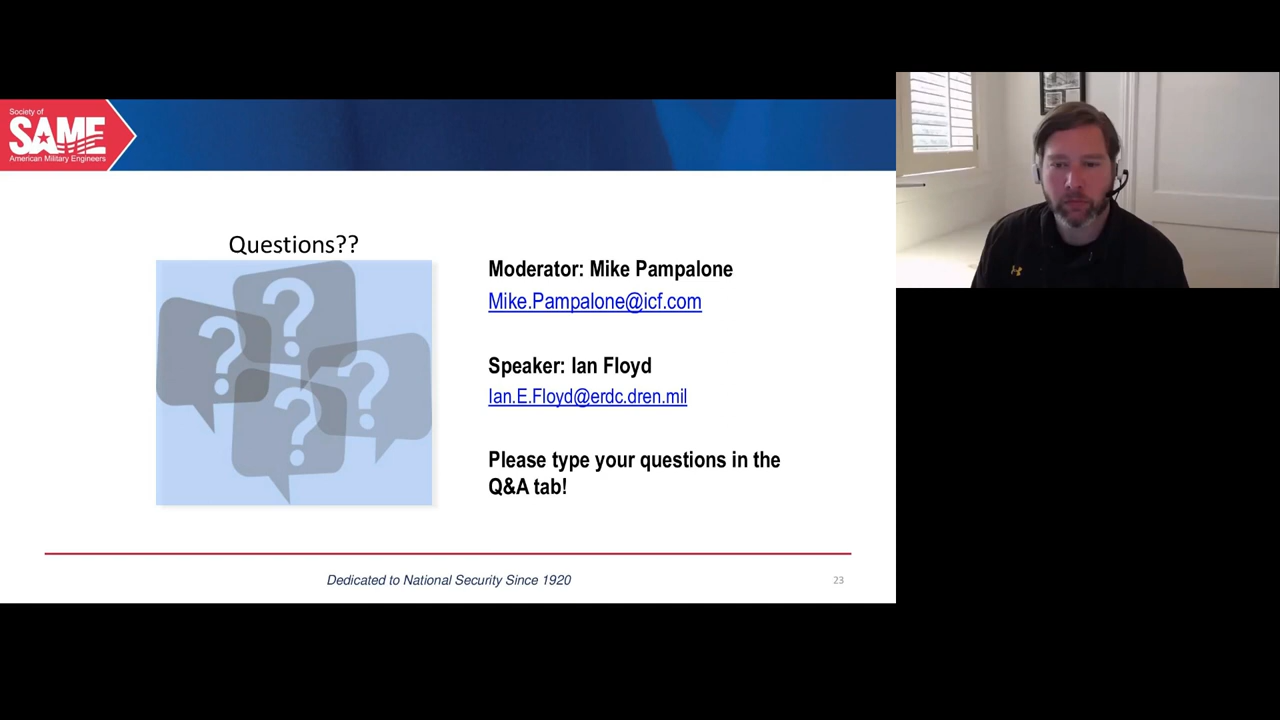 Society of
SAME
American Military Engineers
Questions??
? ? ? ?
Moderator: Mike Pampalone
Mike.Pampalone@icf.com
Speaker: Ian Floyd
Ian.E.Floyd@erdc.dren.mil
Please type your questions in the
Q&A tab!
Dedicated to National Security Since 1920
23